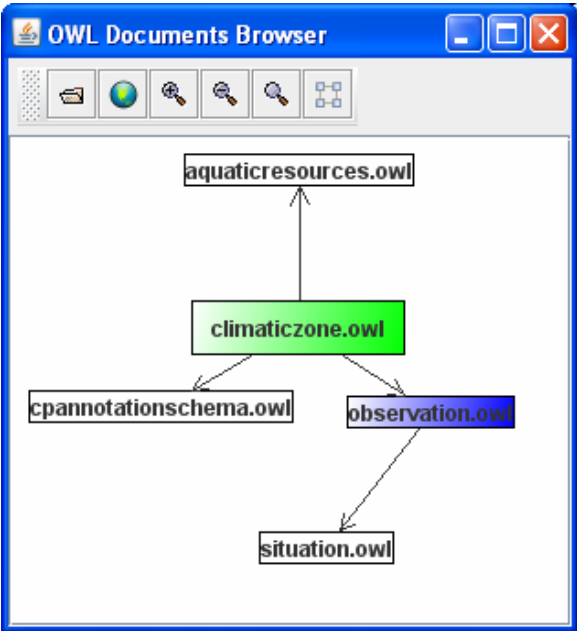 OWL Documents Browser
aquaticresources.owl
climaticzone.owl
cpannotationschema.owl
observation.owl
situation.owl